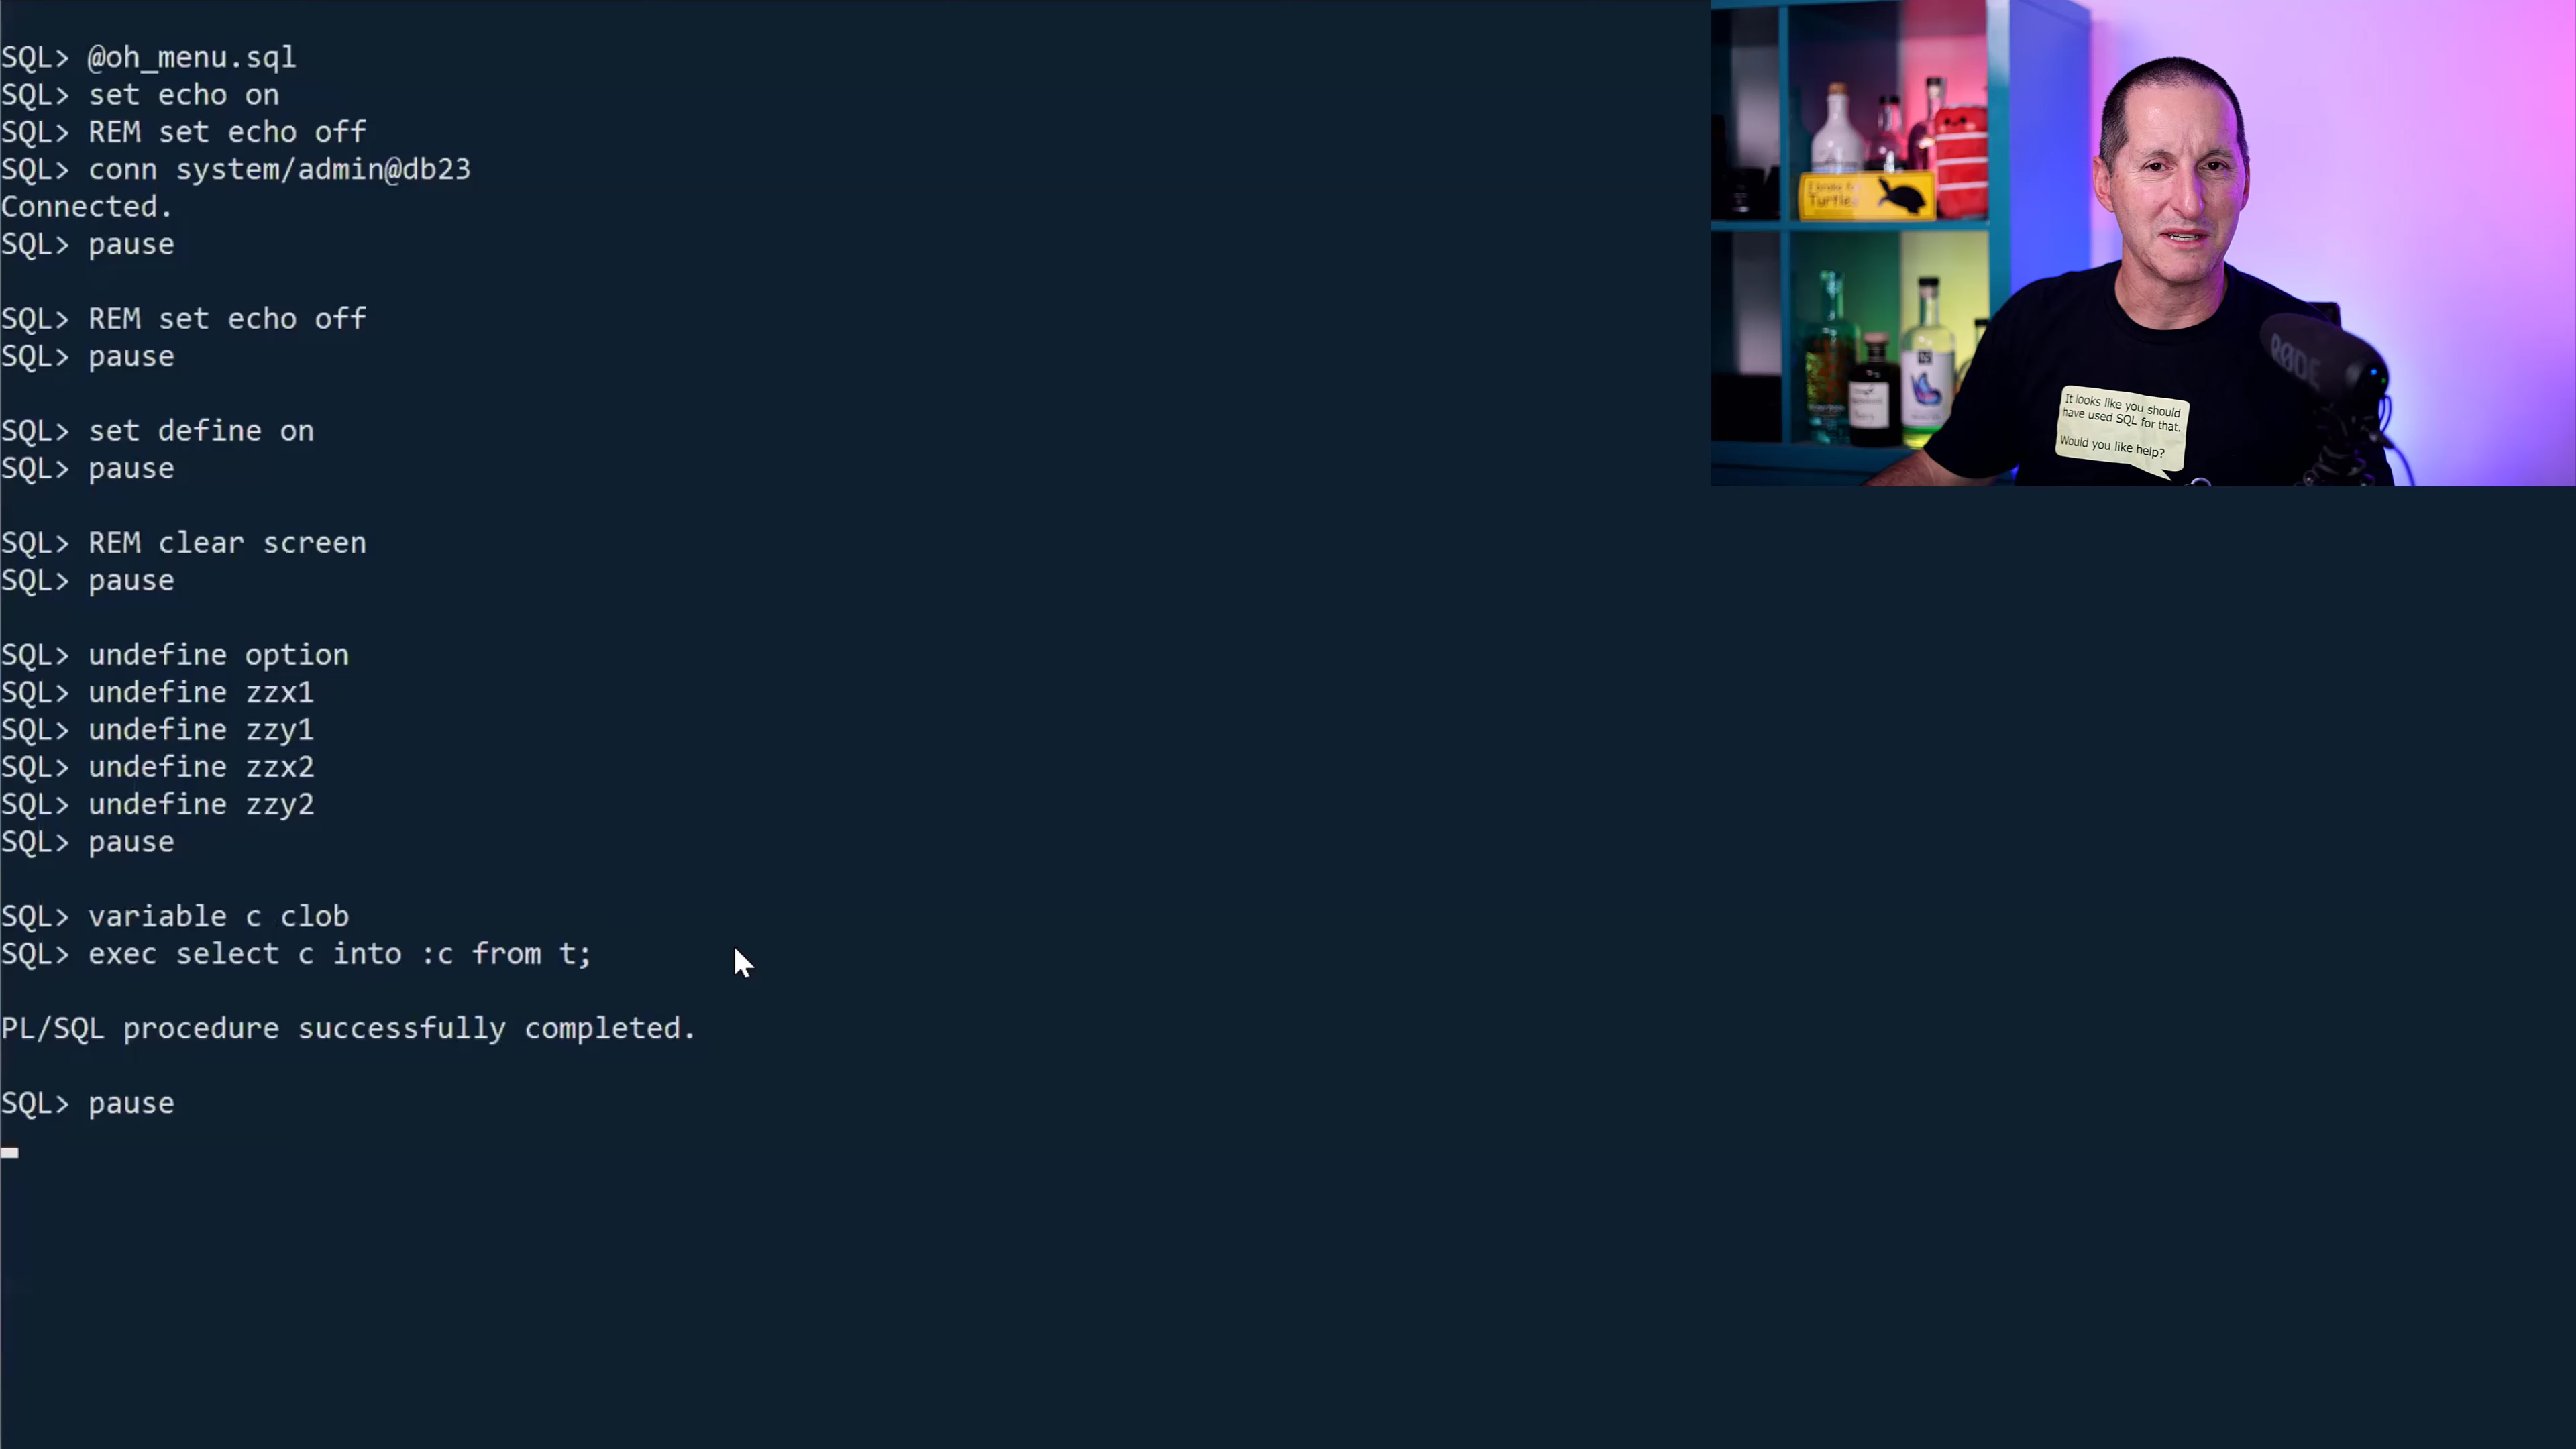 SQL> @oh_menu.sql
SQL> set echo on
SQL> REM set echo off
SQL> conn system/admin@db23
Connected.
SQL> pause
SQL> REM set echo off
SQL> pause
SQL> set define on
SQL> pause
SQL> REM clear screen
SQL> pause
SQL> undefine option
SQL> undefine zzx1
SQL> undefine zzy1
SQL> undefine zzx2
SQL> undefine zzy2
SQL> pause
SQL> variable c clob
SQL> exec select c into :c from t;
PL/SQL procedure successfully completed.
SQL> pause
I brake for
Turtles
RØDE
It looks like you should
have used SQL for that.
Would you like help?